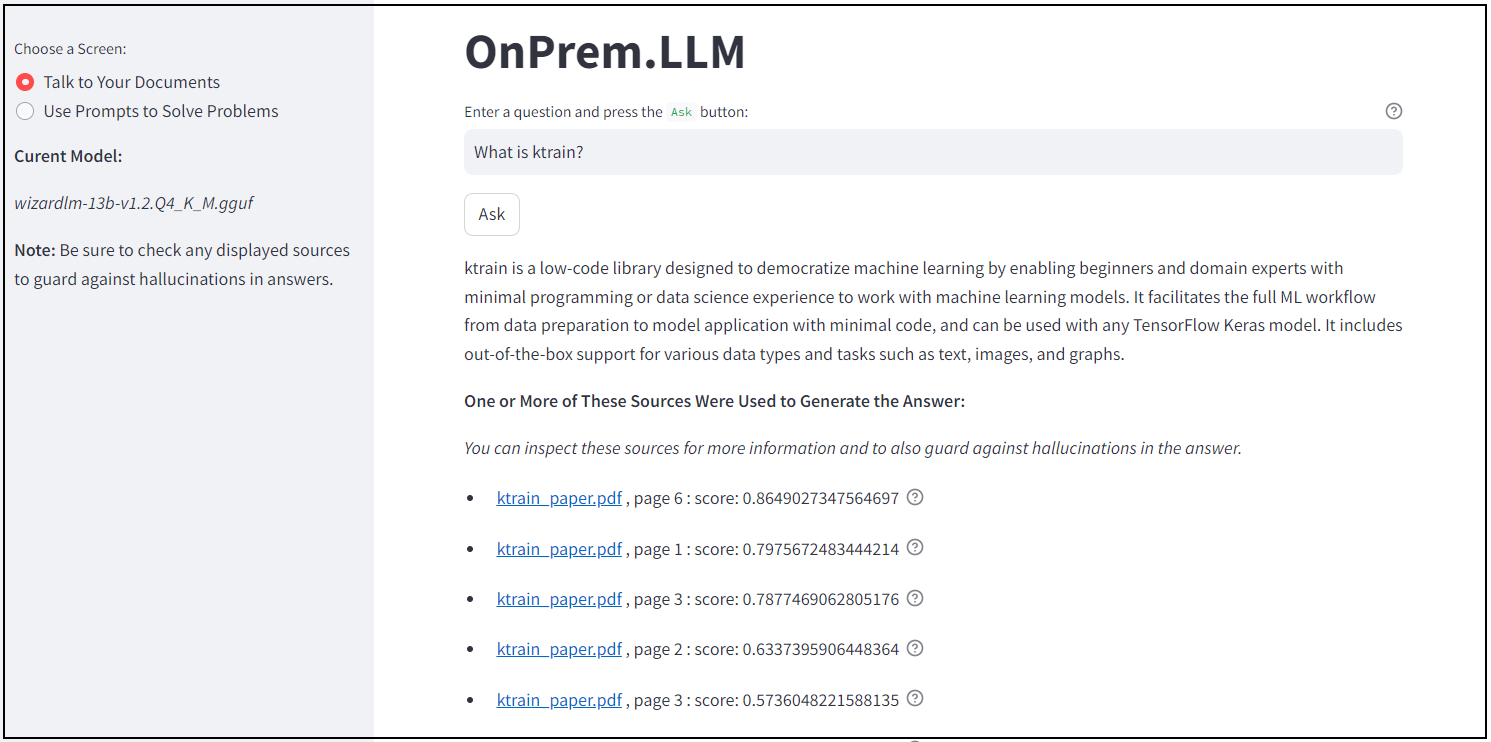 Choose a Screen:
Talk to Your Documents
Use Prompts to Solve Problems
Curent Model:
wizardlm-13b-v1.2.Q4_K_M.gguf
Note: Be sure to check any displayed sources
to guard against hallucinations in answers.
OnPrem.LLM
Enter a question and press the Ask button:
What is ktrain?
Ask
ktrain is a low-code library designed to democratize machine learning by enabling beginners and domain experts with
minimal programming or data science experience to work with machine learning models. It facilitates the full ML workflow
from data preparation to model application with minimal code, and can be used with any TensorFlow Keras model. It includes
out-of-the-box support for various data types and tasks such as text, images, and graphs.
One or More of These Sources Were Used to Generate the Answer:
You can inspect these sources for more information and to also guard against hallucinations in the answer.
• ktrain_paper.pdf , page 6 : score: 0.8649027347564697
• ktrain_paper.pdf , page 1 : score: 0.7975672483444214
• ktrain_paper.pdf , page 3 : score: 0.7877469062805176
• ktrain_paper.pdf , page 2 : score: 0.6337395906448364
• ktrain_paper.pdf , page 3 : score: 0.5736048221588135